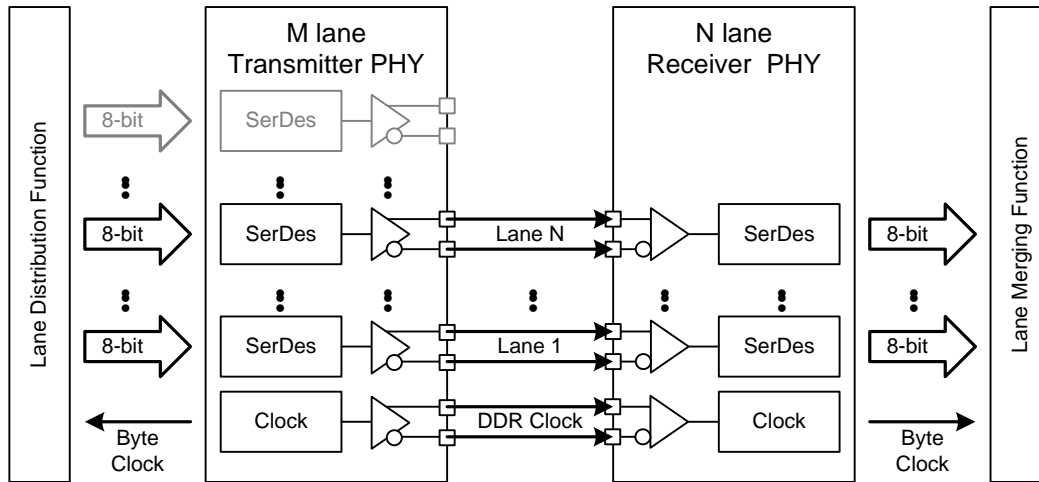 Lane Distribution Function
M lane
Transmitter PHY
N lane
Receiver PHY
8-bit
SerDes
8-bit
SerDes
Lane N
SerDes
8-bit
8-bit
SerDes
Lane 1
SerDes
8-bit
Byte
Clock
Clock
DDR Clock
Clock
Byte
Clock
Lane Merging Function